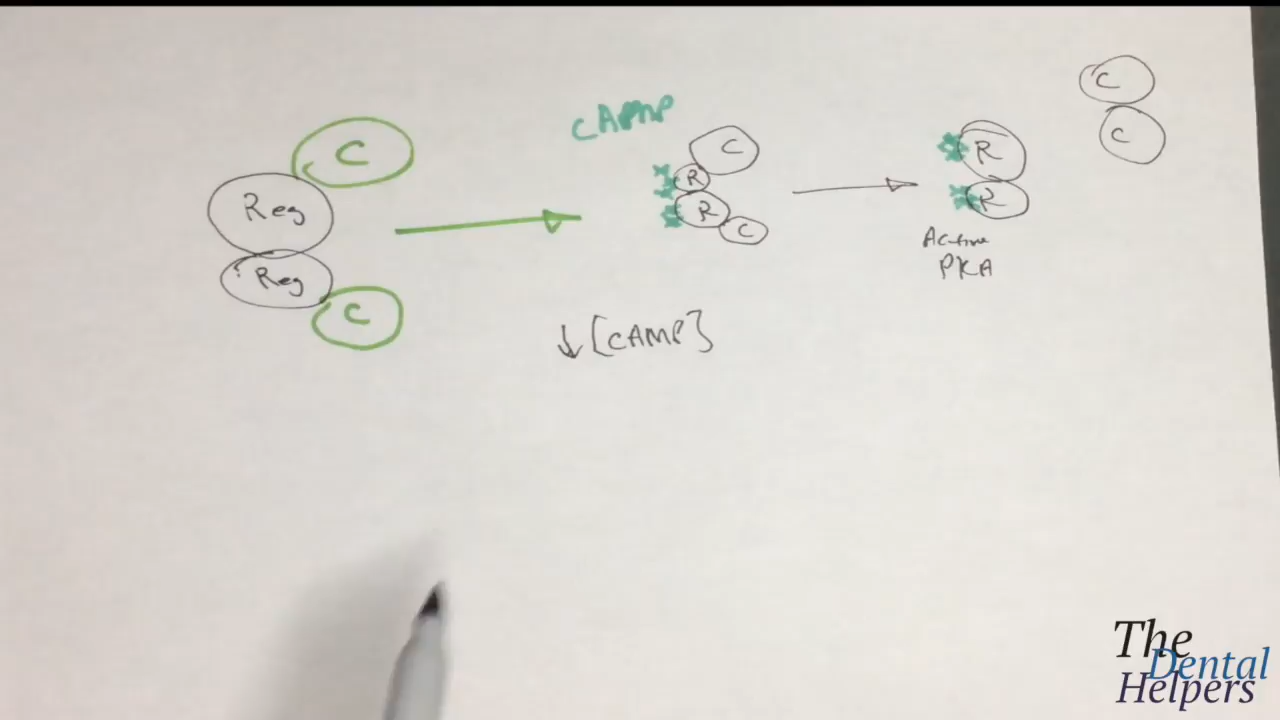 C
Reg
Reg
C
cAMP
C
R
R
C
↓ [cAMP]
R
R
Active
PKA
C
C
The
Dental
Helpers